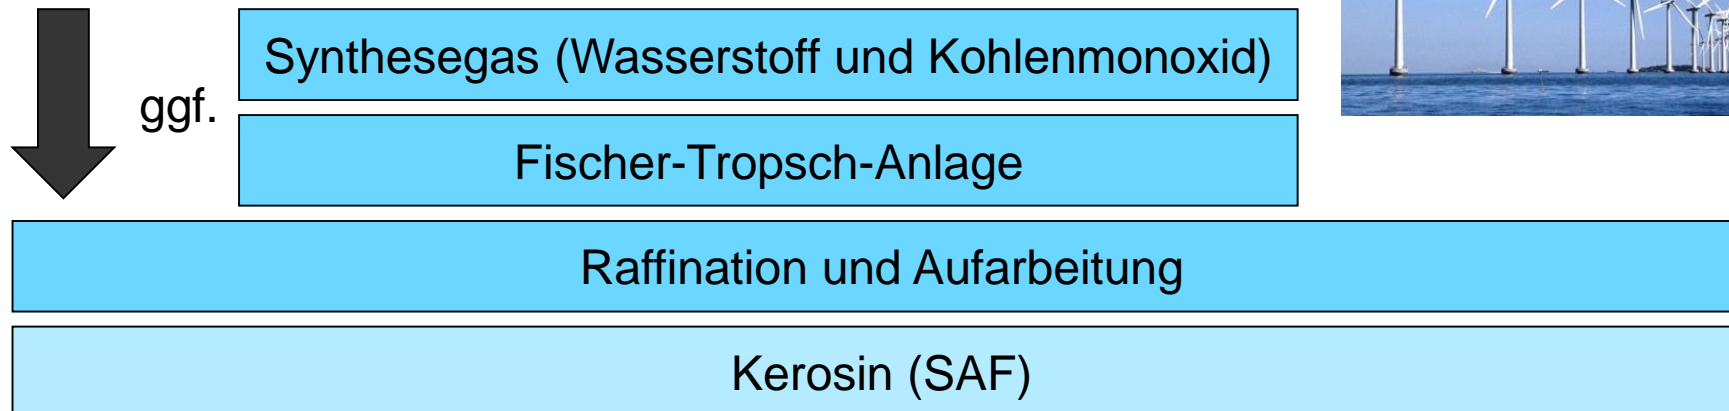 Synthesegas (Wasserstoff und Kohlenmonoxid)
ggf.
Fischer-Tropsch-Anlage
Raffination und Aufarbeitung
Kerosin (SAF)